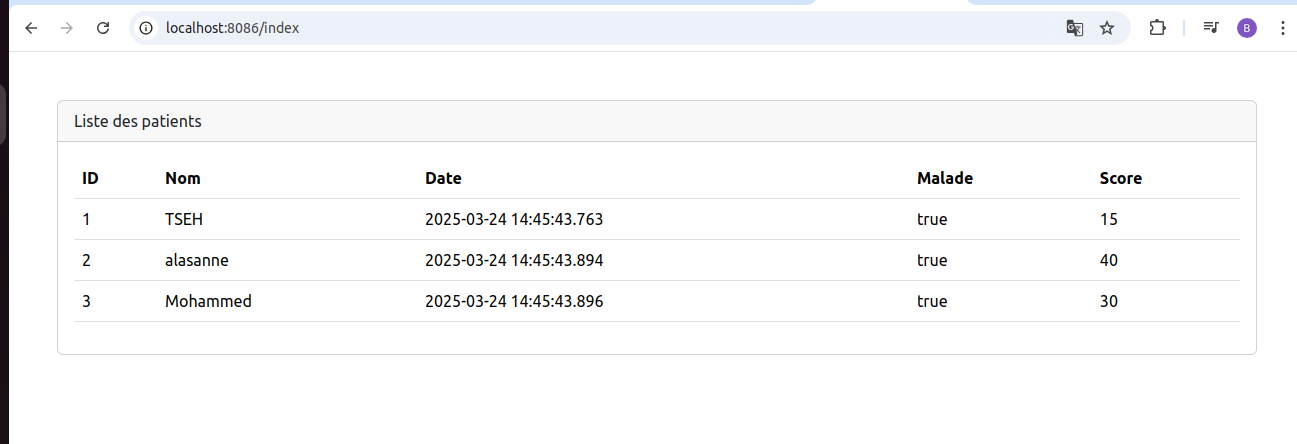 localhost:8086/index
B
Liste des patients
ID Nom Date Malade Score
1 TSEH 2025-03-24 14:45:43.763 true 15
2 alasanne 2025-03-24 14:45:43.894 true 40
3 Mohammed 2025-03-24 14:45:43.896 true 30